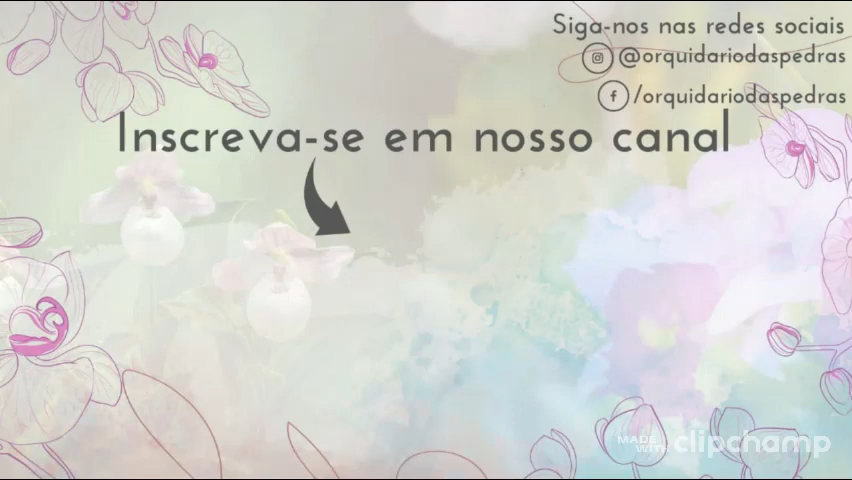 Siga-nos nas redes sociais
@orquidariodaspedras
/orquidariodaspedras
Inscreva-se em nosso canal
MADE WITH clipchamp